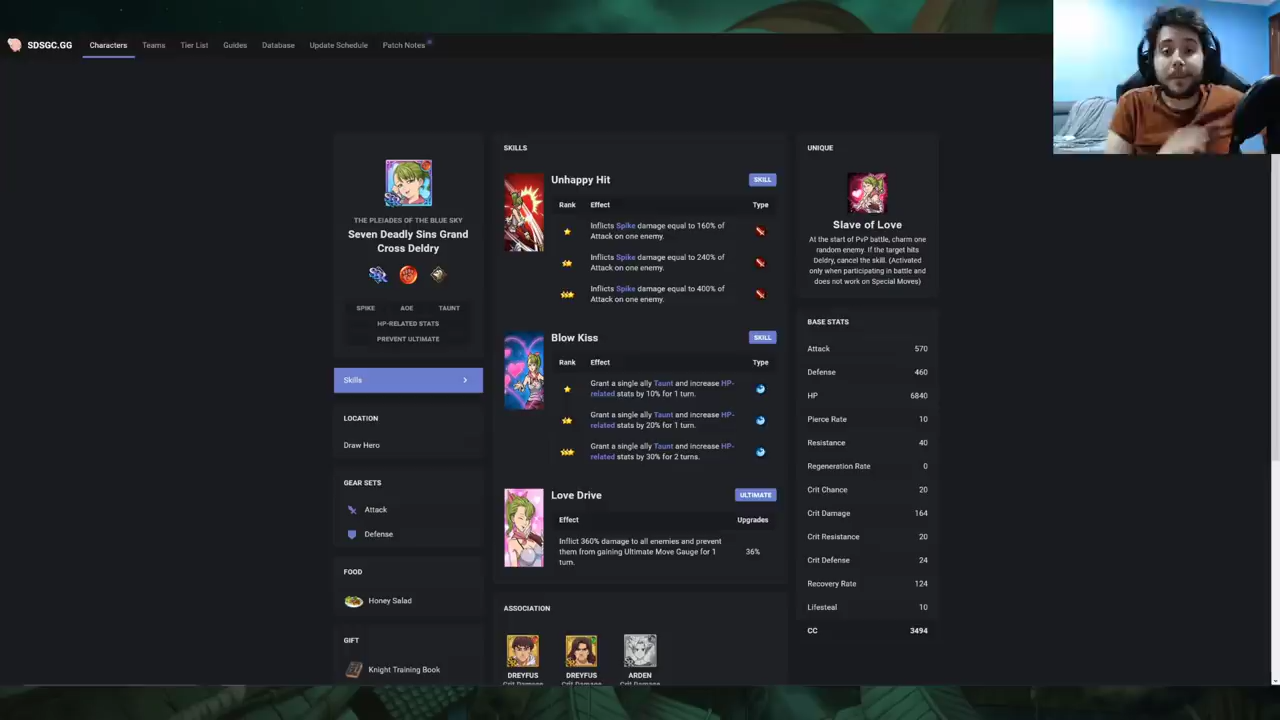 SDSGC.GG Characters Teams Tier List Guides Database Update Schedule Patch Notes
THE PLEIADES OF THE BLUE SKY
Seven Deadly Sins Grand
Cross Deldry
SPIKE AOE TAUNT
HP-RELATED STATS
PREVENT ULTIMATE
Skills
LOCATION
Draw Hero
GEAR SETS
Attack
Defense
FOOD
Honey Salad
GIFT
Knight Training Book
SKILLS
Unhappy Hit SKILL
Rank Effect Type
Inflicts Spike damage equal to 160% of
Attack on one enemy.
Inflicts Spike damage equal to 240% of
Attack on one enemy.
Inflicts Spike damage equal to 400% of
Attack on one enemy.
Blow Kiss SKILL
Rank Effect Type
Grant a single ally Taunt and increase HP-
related stats by 10% for 1 turn.
Grant a single ally Taunt and increase HP-
related stats by 20% for 1 turn.
Grant a single ally Taunt and increase HP-
related stats by 30% for 2 turns.
Love Drive ULTIMATE
Effect Upgrades
Inflict 360% damage to all enemies and prevent
them from gaining Ultimate Move Gauge for 1
turn.
36%
ASSOCIATION
DREYFUS DREYFUS ARDEN
Crit Damage Crit Damage Crit Damage
UNIQUE
Slave of Love
At the start of PvP battle, charm one
random enemy. If the target hits
Deldry, cancel the skill. (Activated
only when participating in battle and
does not work on Special Moves)
BASE STATS
Attack 570
Defense 460
HP 6840
Pierce Rate 10
Resistance 40
Regeneration Rate 0
Crit Chance 20
Crit Damage 164
Crit Resistance 20
Crit Defense 24
Recovery Rate 124
Lifesteal 10
CC 3494